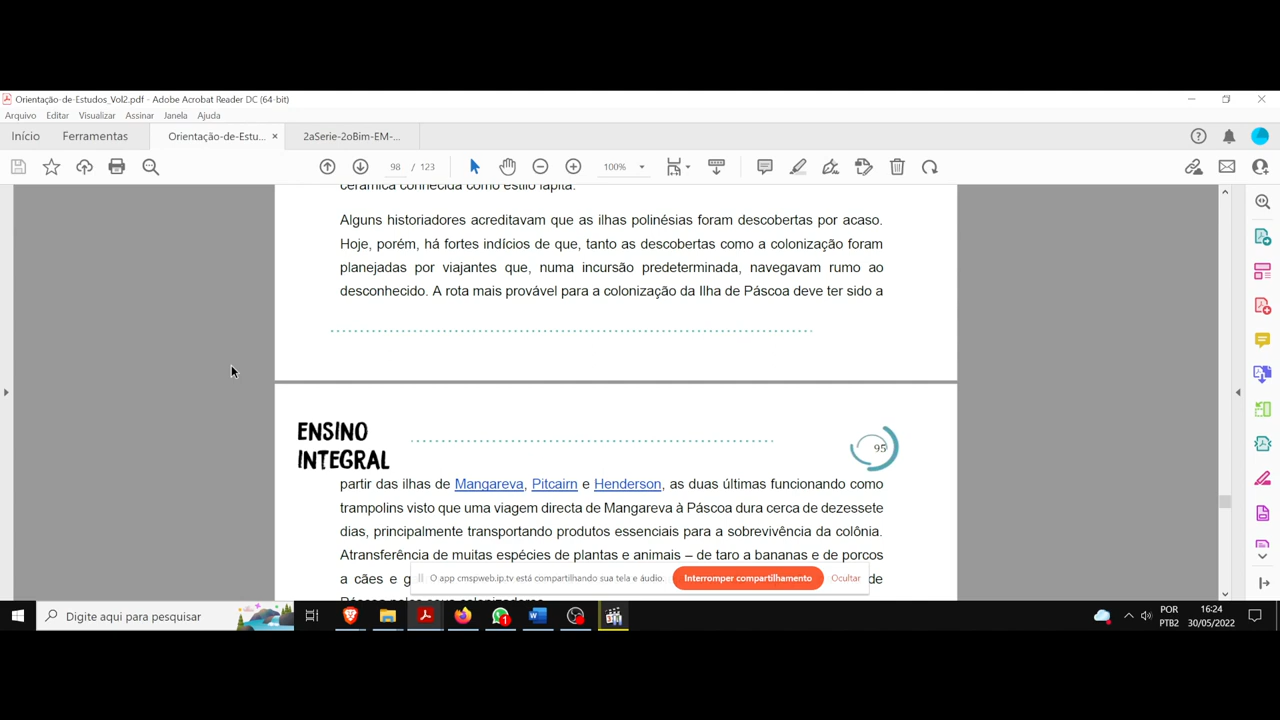 Orientação-de-Estudos_Vol2.pdf - Adobe Acrobat Reader DC (64-bit)
Arquivo Editar Visualizar Assinar Janela Ajuda
Início Ferramentas Orientação-de-Estu... × 2aSerie-2oBim-EM-...
98 / 123 100%
cerâmica conhecida como estilo lapita.
Alguns historiadores acreditavam que as ilhas polinésias foram descobertas por acaso.
Hoje, porém, há fortes indícios de que, tanto as descobertas como a colonização foram
planejadas por viajantes que, numa incursão predeterminada, navegavam rumo ao
desconhecido. A rota mais provável para a colonização da Ilha de Páscoa deve ter sido a
ENSINO
INTEGRAL
95
partir das ilhas de Mangareva, Pitcairn e Henderson, as duas últimas funcionando como
trampolins visto que uma viagem directa de Mangareva à Páscoa dura cerca de dezessete
dias, principalmente transportando produtos essenciais para a sobrevivência da colônia.
Atransferência de muitas espécies de plantas e animais – de taro a bananas e de porcos
a cães e g de
O app cmspweb.ip.tv está compartilhando sua tela e áudio. Interromper compartilhamento Ocultar
Digite aqui para pesquisar
1
POR
PTB2
16:24
30/05/2022